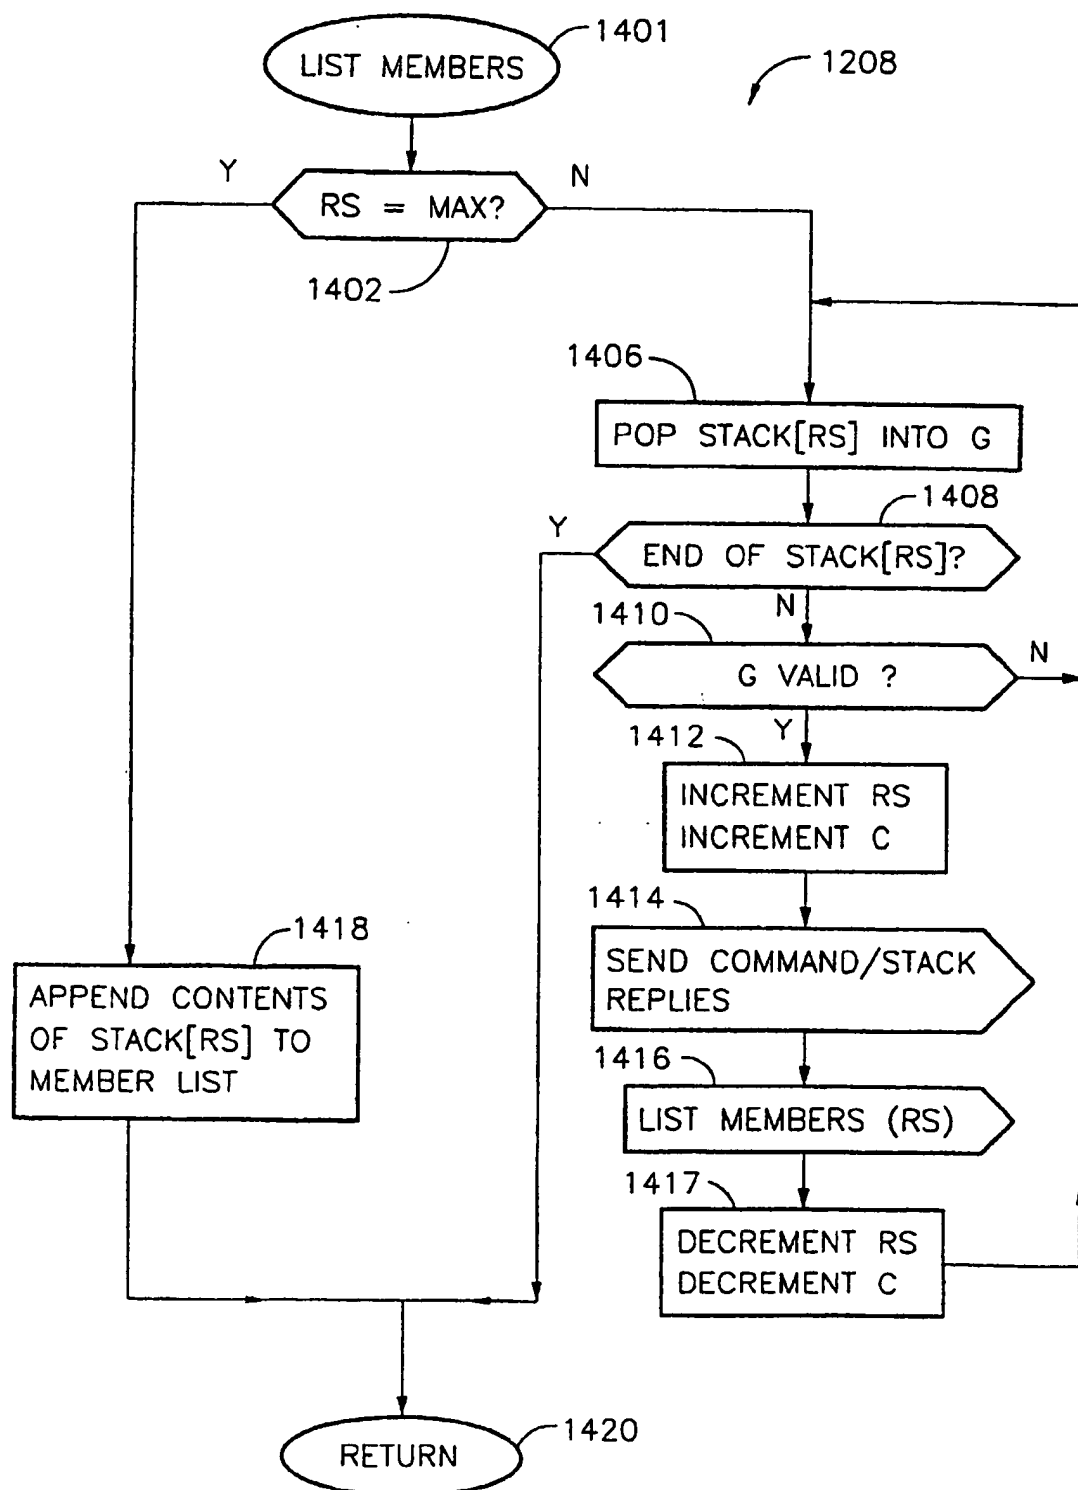 1401
LIST MEMBERS
1208
Y
N
RS = MAX?
1402
1406
POP STACK[RS] INTO G
1408
Y
END OF STACK[RS]?
N
1410
N
G VALID ?
Y
1412
INCREMENT RS
INCREMENT C
1414
SEND COMMAND/STACK
REPLIES
1418
APPEND CONTENTS
OF STACK[RS] TO
MEMBER LIST
1416
LIST MEMBERS (RS)
1417
DECREMENT RS
DECREMENT C
1420
RETURN